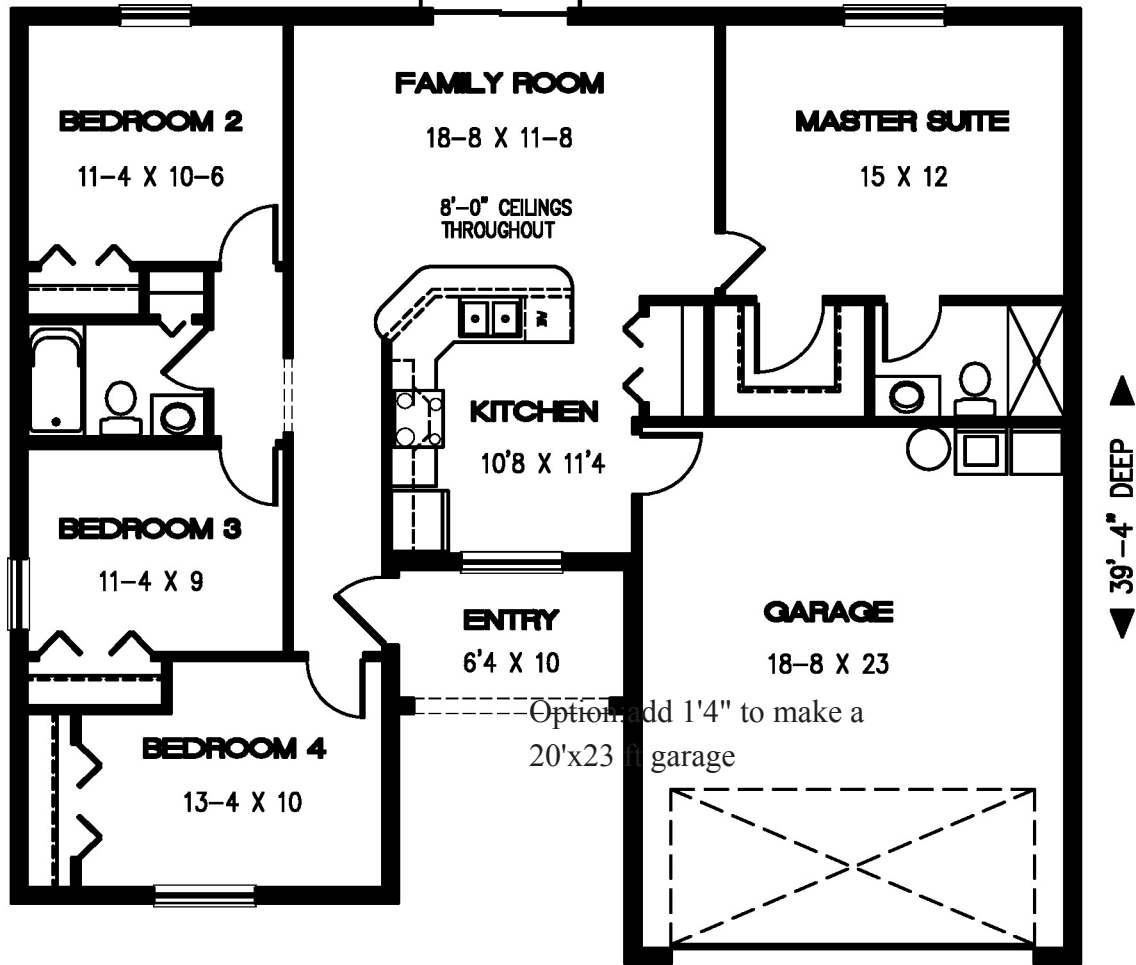 FAMILY ROOM
18-8 X 11-8
8'-0" CEILINGS
THROUGHOUT
BEDROOM 2
11-4 X 10-6
MASTER SUITE
15 X 12
KITCHEN
10'8 X 11'4
BEDROOM 3
11-4 X 9
ENTRY
6'4 X 10
GARAGE
18-8 X 23
Option:add 1'4" to make a
20'x23 ft garage
BEDROOM 4
13-4 X 10
39'-4" DEEP